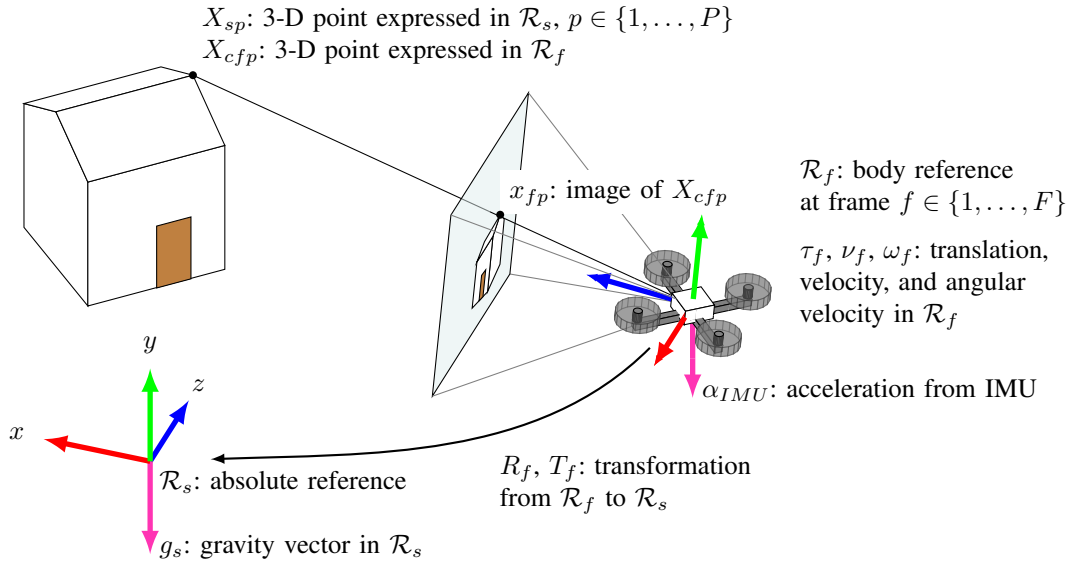 X_{sp}: 3-D point expressed in ℛ_s, p ∈ {1, …, P}
X_{cfp}: 3-D point expressed in ℛ_f
x_{fp}: image of X_{cfp}
ℛ_f: body reference
at frame f ∈ {1, …, F}
τ_f, ν_f, ω_f: translation,
velocity, and angular
velocity in ℛ_f
α_{IMU}: acceleration from IMU
y
z
x
ℛ_s: absolute reference
R_f, T_f: transformation
from ℛ_f to ℛ_s
g_s: gravity vector in ℛ_s